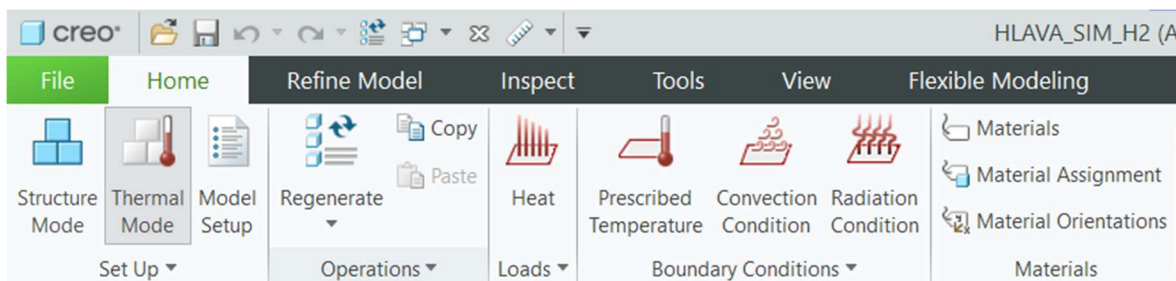 creo®
HLAVA_SIM_H2 (A
File Home Refine Model Inspect Tools View Flexible Modeling
Structure Mode
Thermal Mode
Model Setup
Set Up
Regenerate
Copy
Paste
Operations
Heat
Loads
Prescribed Temperature
Convection Condition
Radiation Condition
Boundary Conditions
Materials
Material Assignment
Material Orientations
Materials